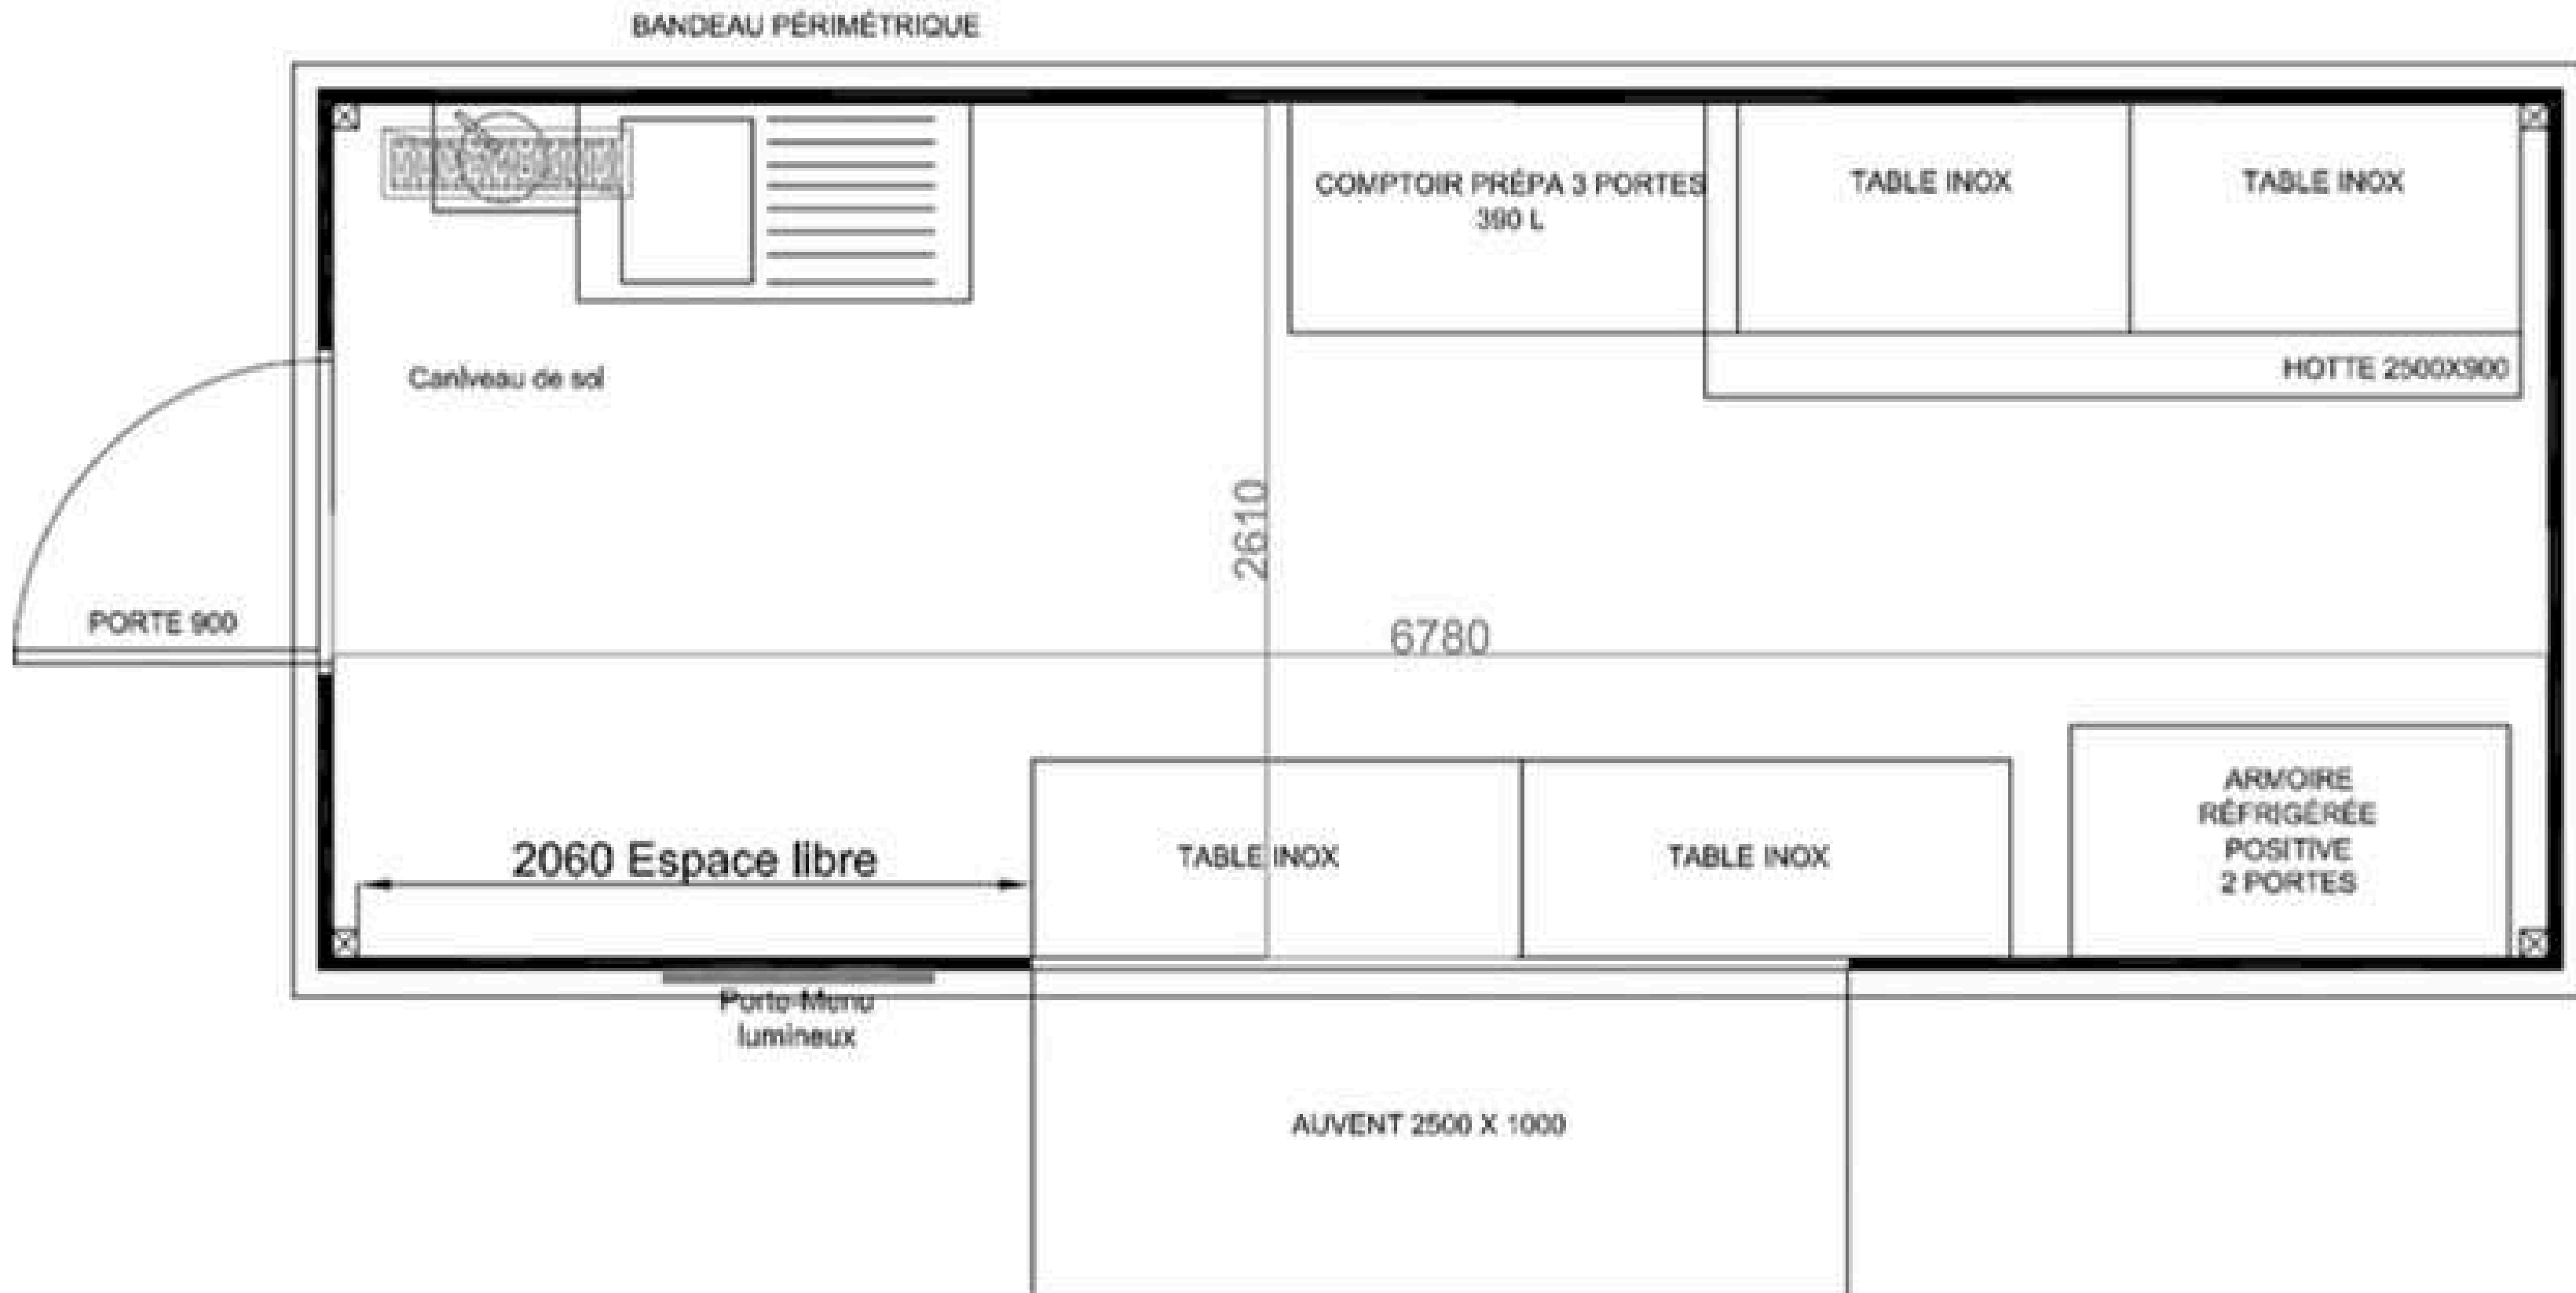 BANDEAU PÉRIMÉTRIQUE
COMPTOIR PRÉPA 3 PORTES
390 L
TABLE INOX
TABLE INOX
HOTTE 2500X900
Caniveau de sol
2610
PORTE 900
6780
2060 Espace libre
TABLE INOX
TABLE INOX
ARMOIRE
RÉFRIGÉRÉE
POSITIVE
2 PORTES
Porte-Menu
lumineux
AUVENT 2500 X 1000